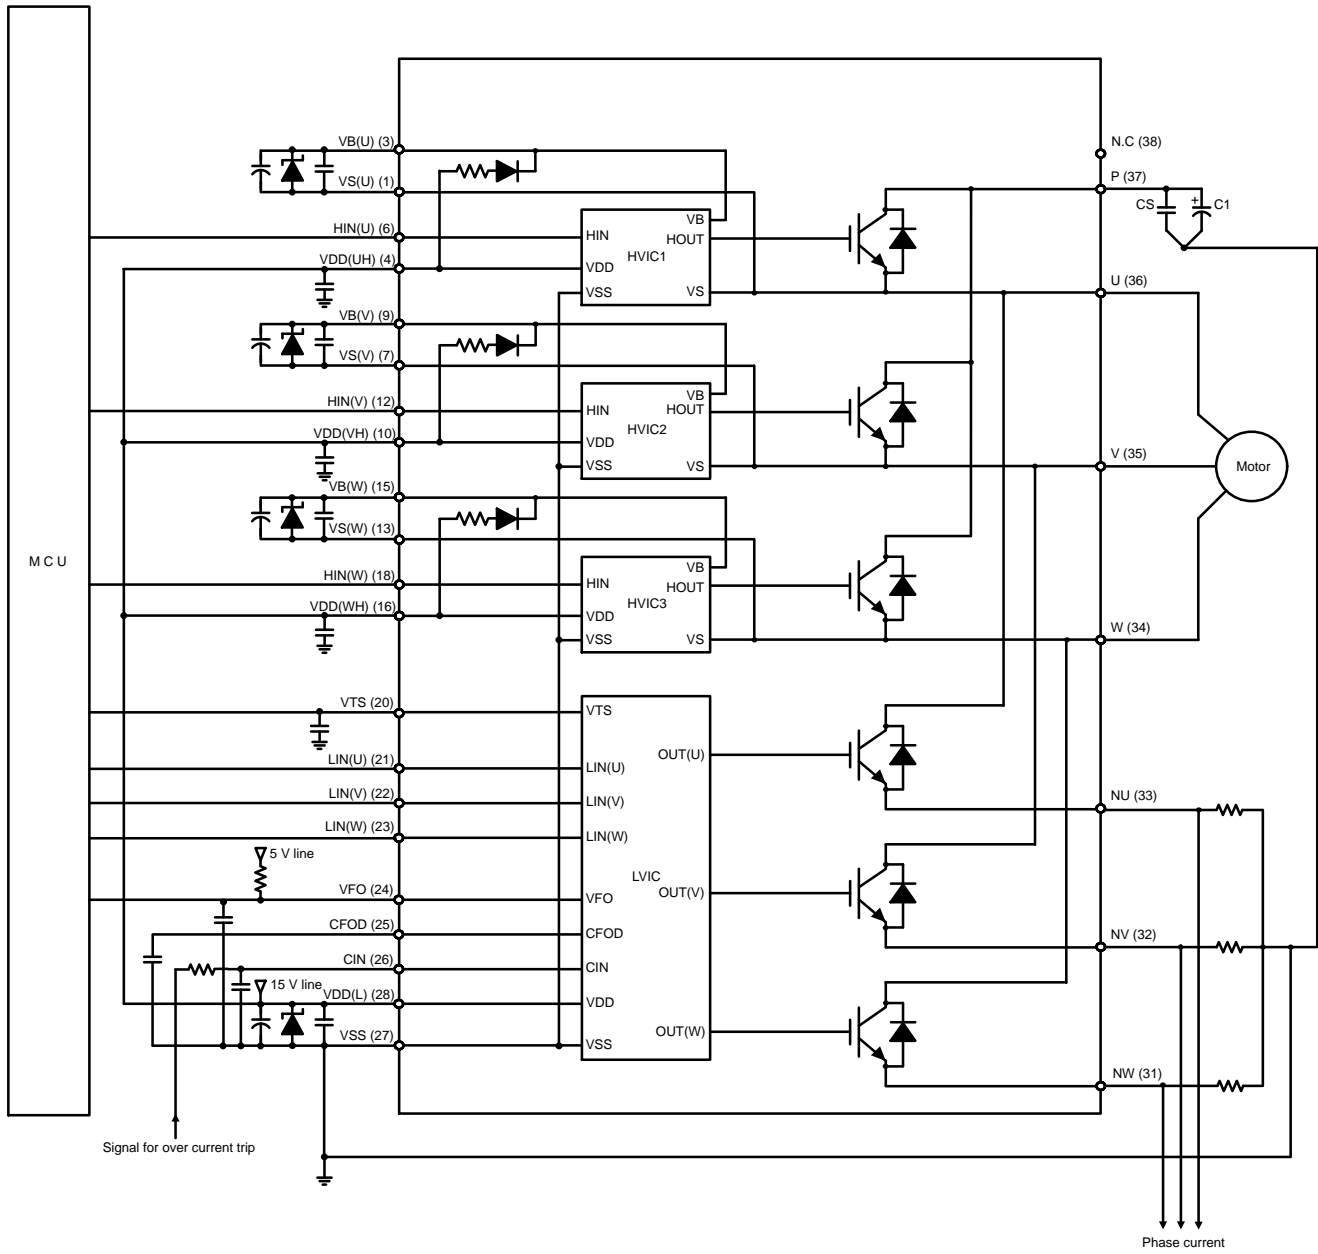 M C U
VB(U) (3)
VS(U) (1)
HIN(U) (6)
VDD(UH) (4)
VB(V) (9)
VS(V) (7)
HIN(V) (12)
VDD(VH) (10)
VB(W) (15)
VS(W) (13)
HIN(W) (18)
VDD(WH) (16)
VTS (20)
LIN(U) (21)
LIN(V) (22)
LIN(W) (23)
5 V line
VFO (24)
CFOD (25)
CIN (26)
15 V line
VDD(L) (28)
VSS (27)
Signal for over current trip
HIN
VDD
VSS
HVIC1
VB
HOUT
VS
HIN
VDD
VSS
HVIC2
VB
HOUT
VS
HIN
VDD
VSS
HVIC3
VB
HOUT
VS
VTS
LIN(U)
LIN(V)
LIN(W)
VFO
CFOD
CIN
VDD
VSS
LVIC
OUT(U)
OUT(V)
OUT(W)
N.C (38)
P (37)
CS
+
C1
U (36)
V (35)
Motor
W (34)
NU (33)
NV (32)
NW (31)
Phase current